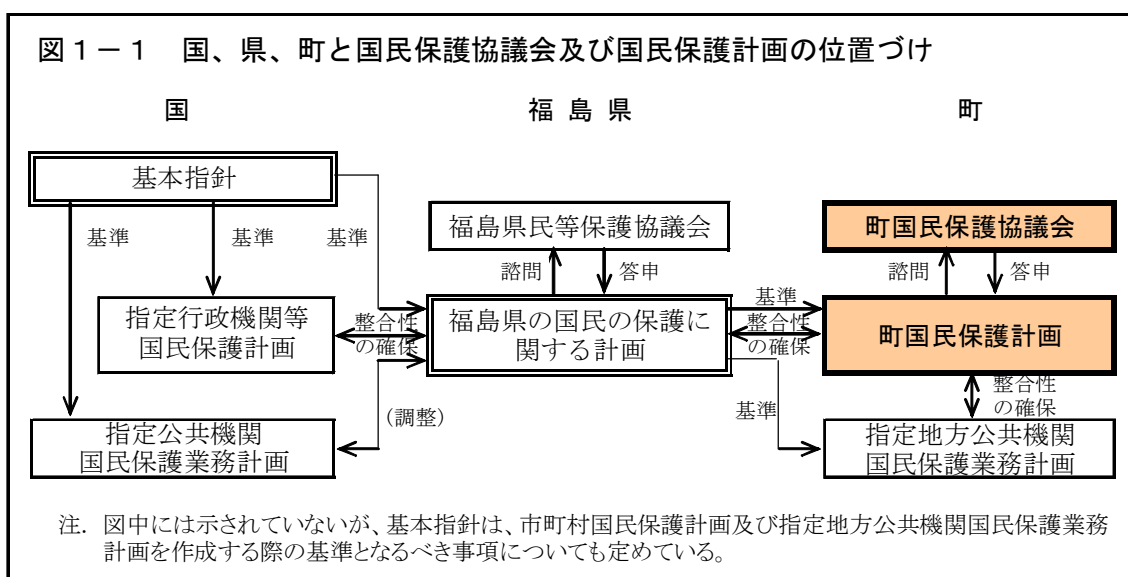 図１－１　国、県、町と国民保護協議会及び国民保護計画の位置づけ
国
福 島 県
町
基本指針
福島県民等保護協議会
町国民保護協議会
基準
基準
基準
諮問
答申
諮問
答申
基準
指定行政機関等
国民保護計画
整合性
の確保
福島県の国民の保護に
関する計画
整合性
の確保
町国民保護計画
整合性
の確保
（調整）
基準
指定公共機関
国民保護業務計画
指定地方公共機関
国民保護業務計画
注.　図中には示されていないが、基本指針は、市町村国民保護計画及び指定地方公共機関国民保護業務
計画を作成する際の基準となるべき事項についても定めている。